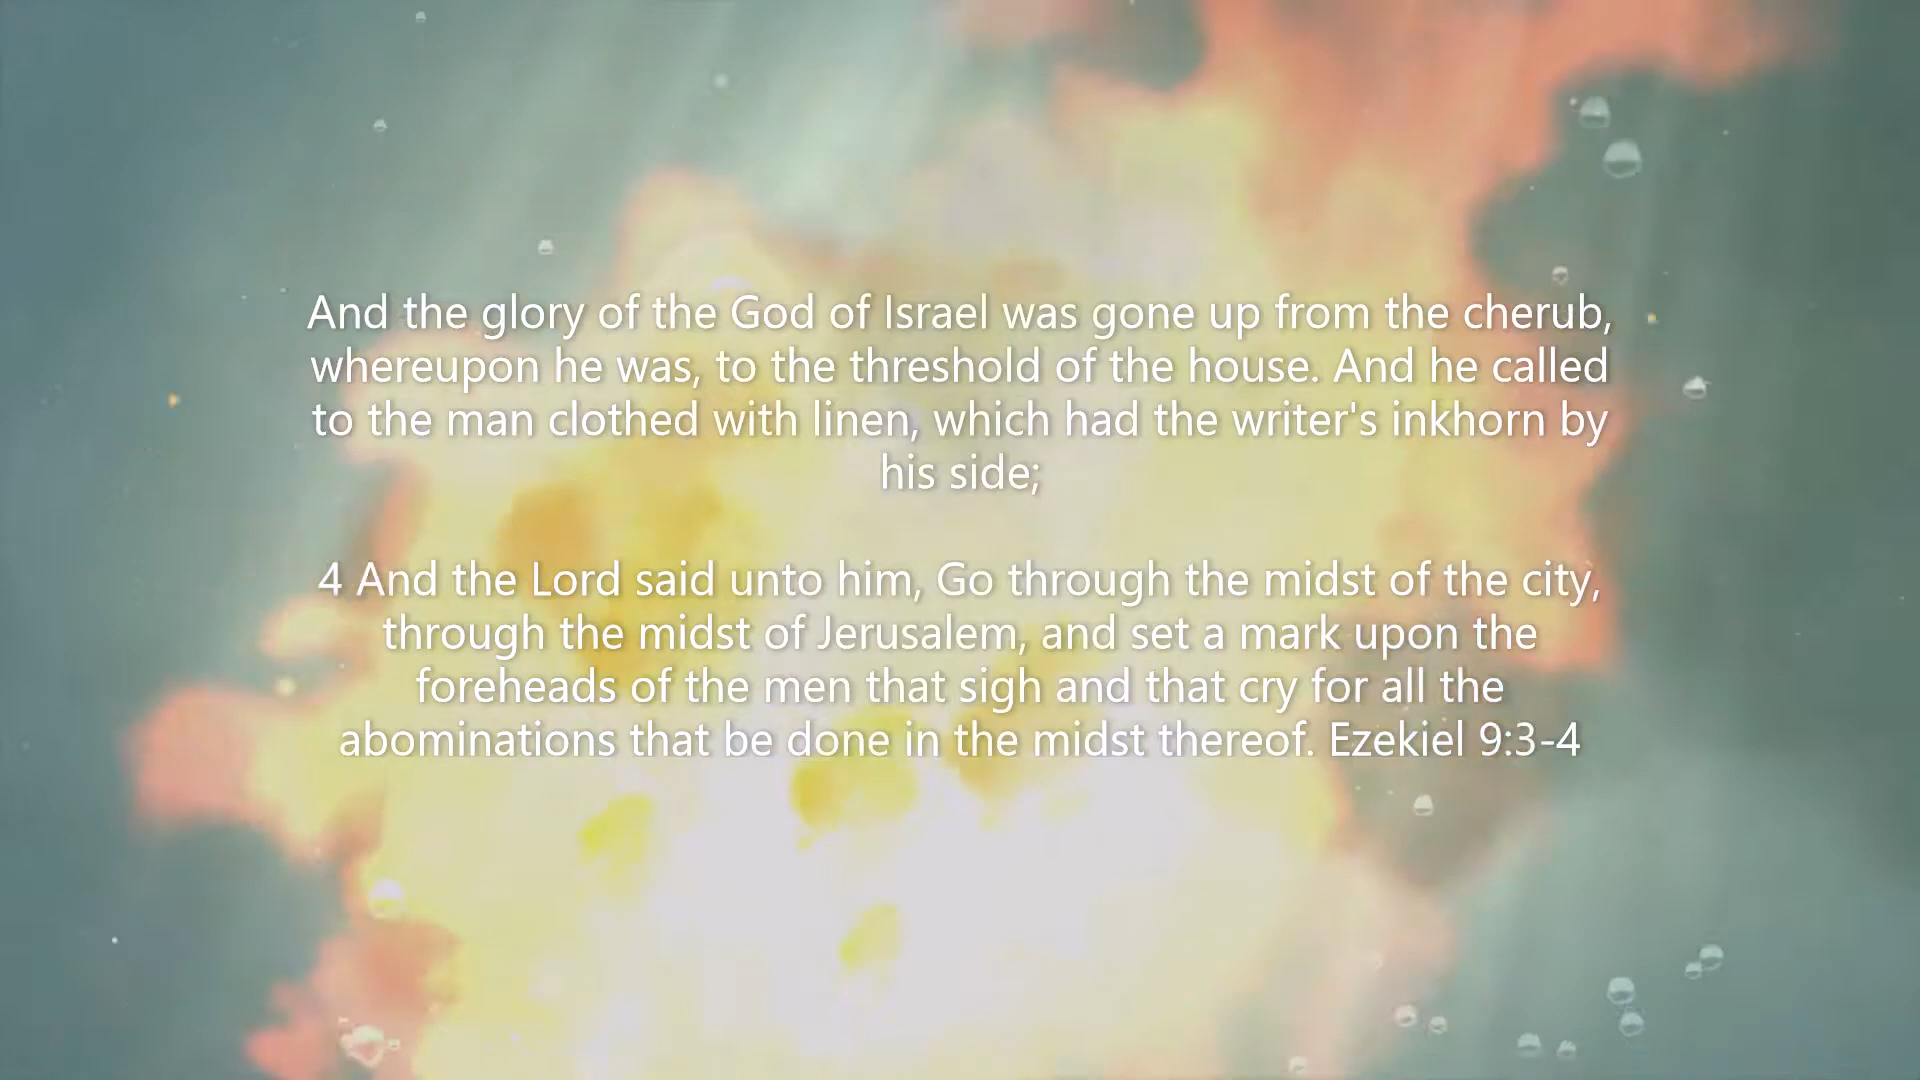 And the glory of the God of Israel was gone up from the cherub,
whereupon he was, to the threshold of the house. And he called
to the man clothed with linen, which had the writer's inkhorn by
his side;
4 And the Lord said unto him, Go through the midst of the city,
through the midst of Jerusalem, and set a mark upon the
foreheads of the men that sigh and that cry for all the
abominations that be done in the midst thereof. Ezekiel 9:3-4